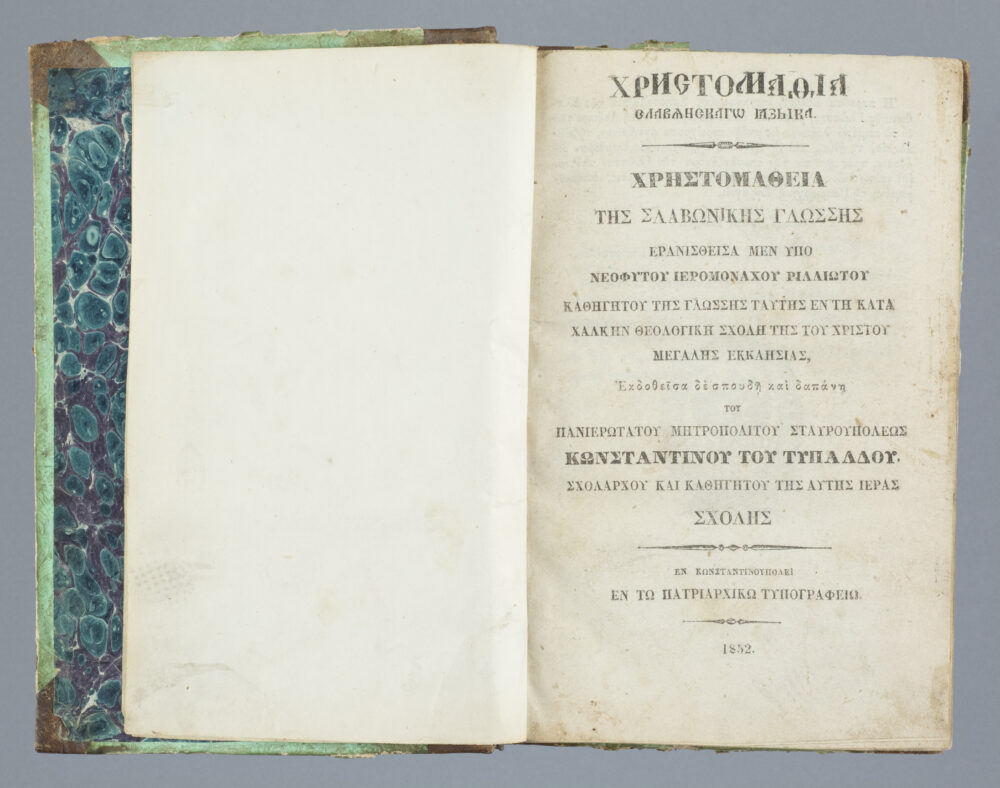 ХРИСТОМАѲІА
СЛАВѦНСКАГѠ ꙖЗЫКА.
ΧΡΗΣΤΟΜΑΘΕΙΑ
ΤΗΣ ΣΛΑΒΩΝΙΚΗΣ ΓΛΩΣΣΗΣ
ΕΡΑΝΙΣΘΕΙΣΑ ΜΕΝ ΥΠΟ
ΝΕΟΦΥΤΟΥ ΙΕΡΟΜΟΝΑΧΟΥ ΡΙΛΛΙΩΤΟΥ
ΚΑΘΗΓΗΤΟΥ ΤΗΣ ΓΛΩΣΣΗΣ ΤΑΥΤΗΣ ΕΝ ΤΗ ΚΑΤΑ
ΧΑΛΚΗΝ ΘΕΟΛΟΓΙΚΗ ΣΧΟΛΗ ΤΗΣ ΤΟΥ ΧΡΙΣΤΟΥ
ΜΕΓΑΛΗΣ ΕΚΚΛΗΣΙΑΣ,
Ἐκδοθεῖσα δὲ σπουδῇ καὶ δαπάνῃ
ΤΟΥ
ΠΑΝΙΕΡΩΤΑΤΟΥ ΜΗΤΡΟΠΟΛΙΤΟΥ ΣΤΑΥΡΟΥΠΟΛΕΩΣ
ΚΩΝΣΤΑΝΤΙΝΟΥ ΤΟΥ ΤΥΠΑΛΔΟΥ.
ΣΧΟΛΑΡΧΟΥ ΚΑΙ ΚΑΘΗΓΗΤΟΥ ΤΗΣ ΑΥΤΗΣ ΙΕΡΑΣ
ΣΧΟΛΗΣ
ΕΝ ΚΩΝΣΤΑΝΤΙΝΟΥΠΟΛΕΙ
ΕΝ ΤΩ ΠΑΤΡΙΑΡΧΙΚΩ ΤΥΠΟΓΡΑΦΕΙΩ.
1852.